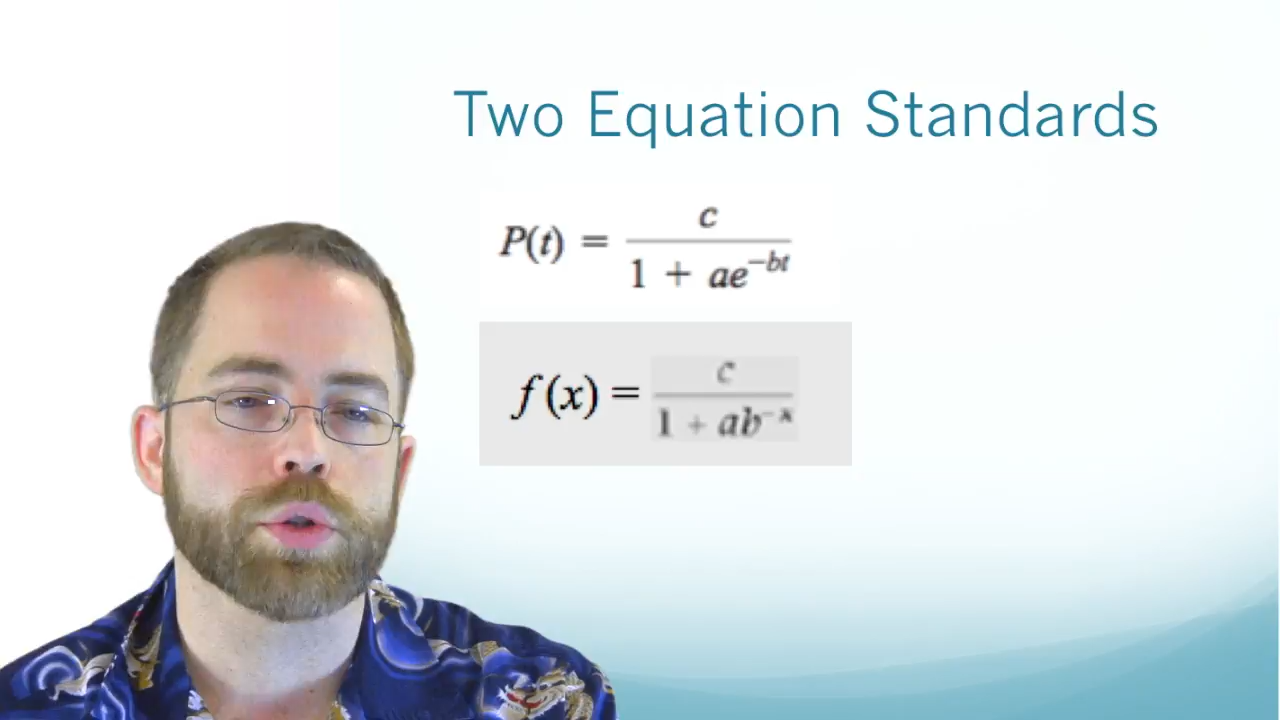 Two Equation Standards
P(t) = c / 1 + ae^−bt
f(x) = c / 1 + ab^−x